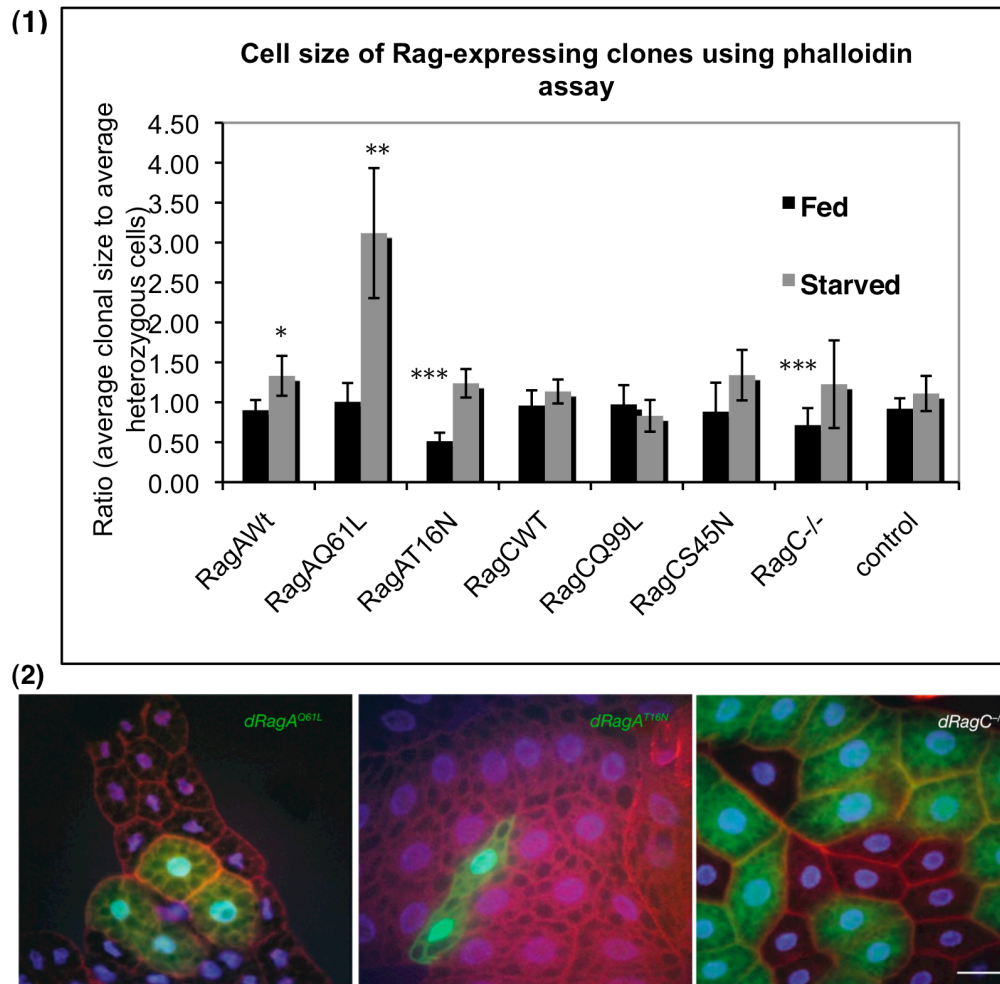 (1)
Cell size of Rag-expressing clones using phalloidin
assay
Ratio (average clonal size to average
heterozygous cells)
4.50
4.00
3.50
3.00
2.50
2.00
1.50
1.00
0.50
0.00
*
**
***
***
Fed
Starved
RagAWt
RagAQ61L
RagAT16N
RagCWT
RagCQ99L
RagCS45N
RagC-/-
control
(2)
dRagA^Q61L
dRagA^T16N
dRagC^-/